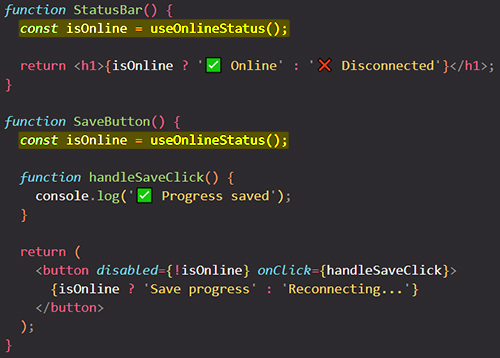 function StatusBar() {
  const isOnline = useOnlineStatus();
  return <h1>{isOnline ? '✅ Online' : '❌ Disconnected'}</h1>;
}
function SaveButton() {
  const isOnline = useOnlineStatus();
  function handleSaveClick() {
    console.log('✅ Progress saved');
  }
  return (
    <button disabled={!isOnline} onClick={handleSaveClick}>
      {isOnline ? 'Save progress' : 'Reconnecting...'}
    </button>
  );
}